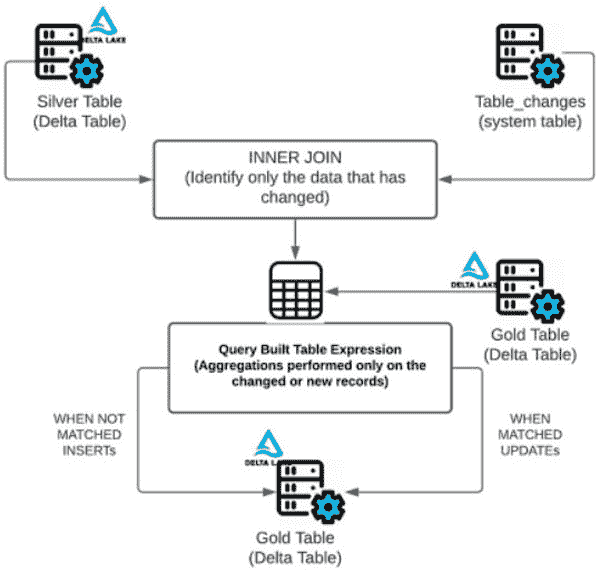 DELTA LAKE
Silver Table
(Delta Table)
Table_changes
(system table)
INNER JOIN
(Identify only the data that has
changed)
DELTA LAKE
Gold Table
(Delta Table)
Query Built Table Expression
(Aggregations performed only on the
changed or new records)
WHEN NOT
MATCHED
INSERTs
WHEN
MATCHED
UPDATEs
DELTA LAKE
Gold Table
(Delta Table)